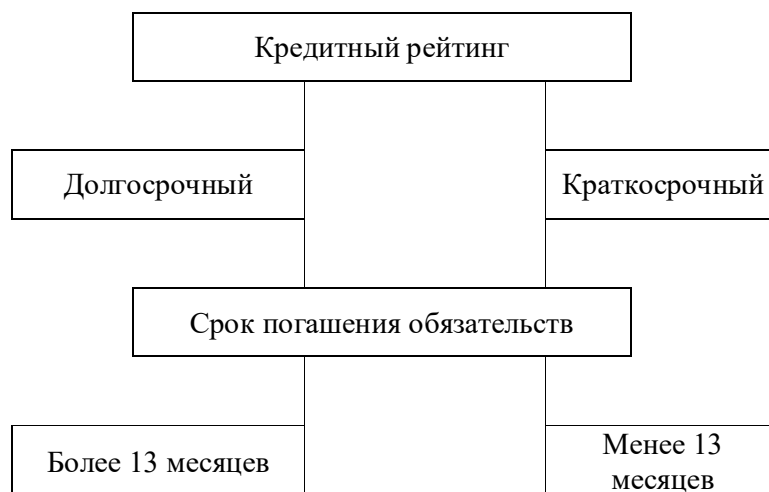 Кредитный рейтинг
Долгосрочный
Краткосрочный
Срок погашения обязательств
Более 13 месяцев
Менее 13
месяцев